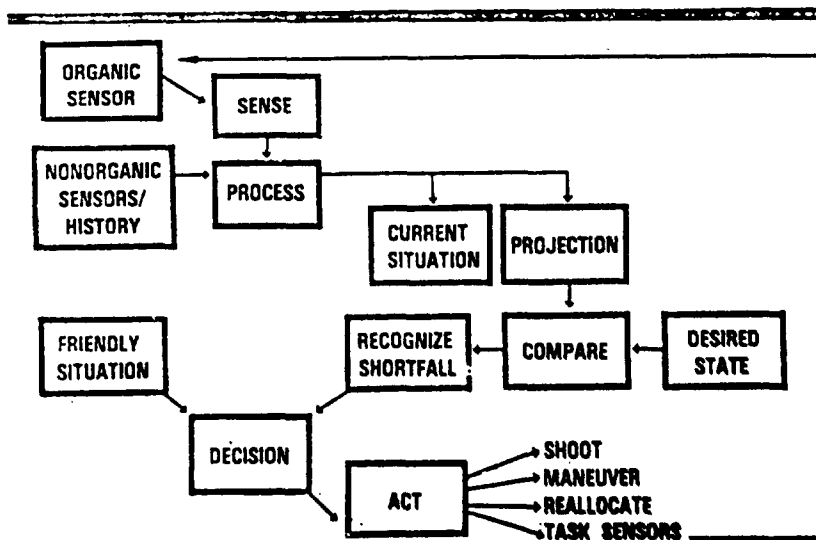 ORGANIC
SENSOR
SENSE
NONORGANIC
SENSORS/
HISTORY
PROCESS
CURRENT
SITUATION
PROJECTION
FRIENDLY
SITUATION
RECOGNIZE
SHORTFALL
COMPARE
DESIRED
STATE
DECISION
ACT
SHOOT
MANEUVER
REALLOCATE
TASK SENSORS